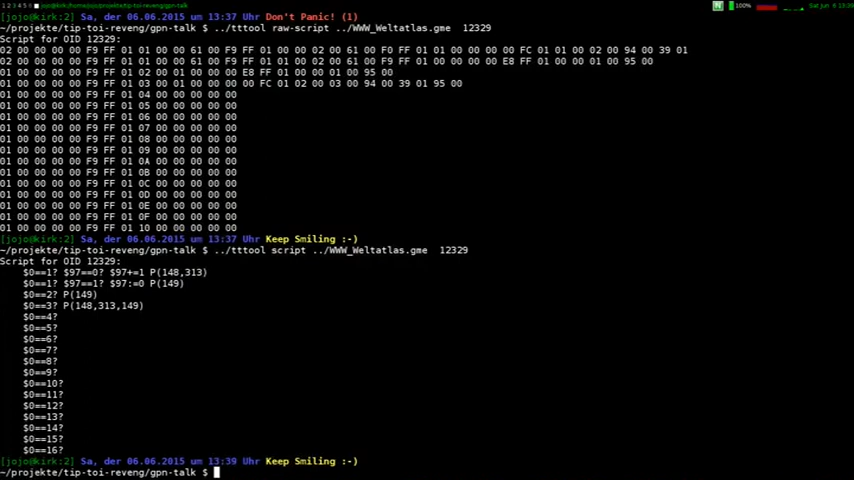 1 2 3 4 5 6 jojo@kirk:/home/jojo/projekte/tip-toi-reveng/gpn-talk 100% Sat Jun 6 13:39
[jojo@kirk:2] Sa, der 06.06.2015 um 13:37 Uhr Don't Panic! (1)
~/projekte/tip-toi-reveng/gpn-talk $ ../tttool raw-script ../WWW_Weltatlas.gme 12329
Script for OID 12329:
02 00 00 00 00 F9 FF 01 01 00 00 61 00 F9 FF 01 00 00 02 00 61 00 F0 FF 01 01 00 00 00 00 FC 01 01 00 02 00 94 00 39 01
02 00 00 00 00 F9 FF 01 01 00 00 61 00 F9 FF 01 01 00 02 00 61 00 F9 FF 01 00 00 00 00 E8 FF 01 00 00 01 00 95 00
01 00 00 00 00 F9 FF 01 02 00 01 00 00 00 E8 FF 01 00 00 01 00 95 00
01 00 00 00 00 F9 FF 01 03 00 01 00 00 00 00 FC 01 02 00 03 00 94 00 39 01 95 00
01 00 00 00 00 F9 FF 01 04 00 00 00 00 00
01 00 00 00 00 F9 FF 01 05 00 00 00 00 00
01 00 00 00 00 F9 FF 01 06 00 00 00 00 00
01 00 00 00 00 F9 FF 01 07 00 00 00 00 00
01 00 00 00 00 F9 FF 01 08 00 00 00 00 00
01 00 00 00 00 F9 FF 01 09 00 00 00 00 00
01 00 00 00 00 F9 FF 01 0A 00 00 00 00 00
01 00 00 00 00 F9 FF 01 0B 00 00 00 00 00
01 00 00 00 00 F9 FF 01 0C 00 00 00 00 00
01 00 00 00 00 F9 FF 01 0D 00 00 00 00 00
01 00 00 00 00 F9 FF 01 0E 00 00 00 00 00
01 00 00 00 00 F9 FF 01 0F 00 00 00 00 00
01 00 00 00 00 F9 FF 01 10 00 00 00 00 00
[jojo@kirk:2] Sa, der 06.06.2015 um 13:37 Uhr Keep Smiling :-)
~/projekte/tip-toi-reveng/gpn-talk $ ../tttool script ../WWW_Weltatlas.gme 12329
Script for OID 12329:
$0==1? $97==0? $97+=1 P(148,313)
$0==1? $97==1? $97:=0 P(149)
$0==2? P(149)
$0==3? P(148,313,149)
$0==4?
$0==5?
$0==6?
$0==7?
$0==8?
$0==9?
$0==10?
$0==11?
$0==12?
$0==13?
$0==14?
$0==15?
$0==16?
[jojo@kirk:2] Sa, der 06.06.2015 um 13:39 Uhr Keep Smiling :-)
~/projekte/tip-toi-reveng/gpn-talk $